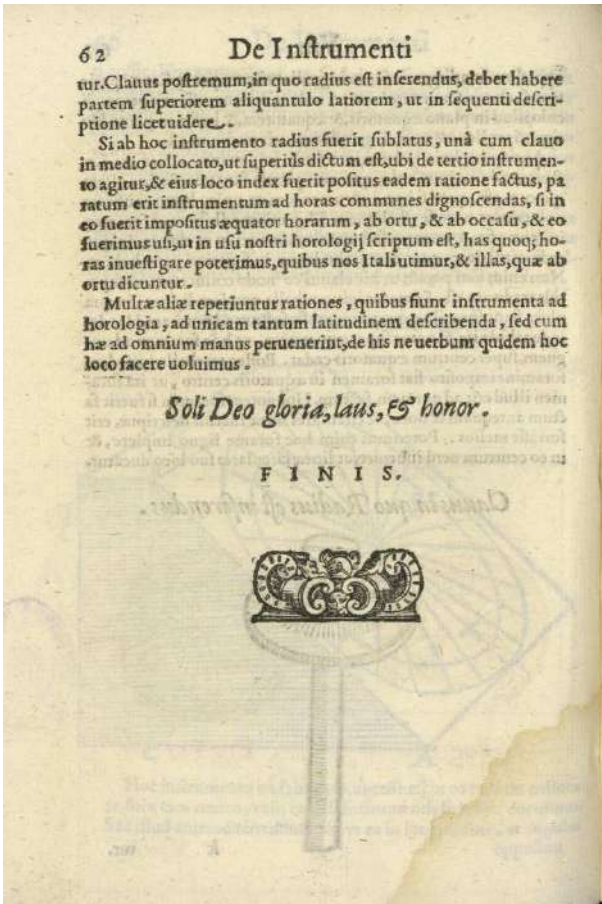 62 De Instrumenti
tur. Clauus postremum, in quo radius est inserendus, debet habere
partem superiorem aliquantulo latiorem, ut in sequenti descri-
ptione licet uidere.
Si ab hoc instrumento radius fuerit sublatus, unà cum clauo
in medio collocato, ut superiùs dictum est, ubi de tertio instrumen-
to agitur, & eius loco index fuerit positus eadem ratione factus, pa
ratum erit instrumentum ad horas communes dignoscendas, si in
eo fuerit impositus æquator horarum, ab ortu, & ab occasu, & eo
fuerimus usi, ut in usu nostri horologij scriptum est, has quoq; ho-
ras inuestigare poterimus, quibus nos Itali utimur, & illas, quæ ab
ortu dicuntur.
Multæ aliæ reperiuntur rationes, quibus fiunt instrumenta ad
horologia, ad unicam tantum latitudinem describenda, sed cum
hæ ad omnium manus peruenerint, de his ne uerbum quidem hoc
loco facere uoluimus.
Soli Deo gloria, laus, & honor.
FINIS.
Clauus in quo Radius est inserendus.